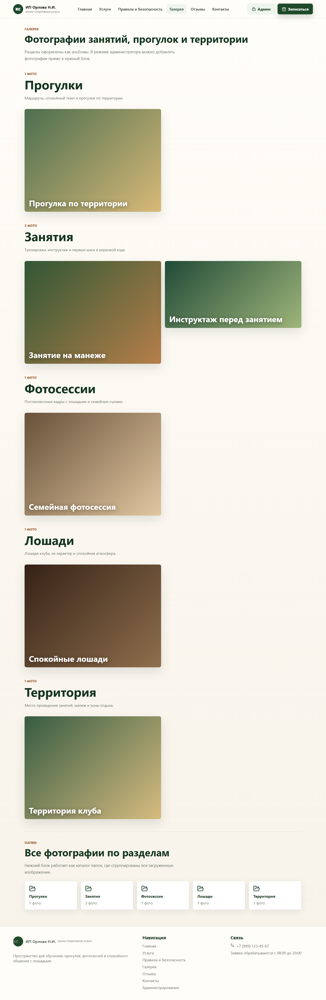 КС
ИП Орлова Н.И.
конно-спортивные услуги
Главная
Услуги
Правила и безопасность
Галерея
Отзывы
Контакты
Админ
Записаться
ГАЛЕРЕЯ
Фотографии занятий, прогулок и территории
Разделы оформлены как альбомы. В режиме администратора можно добавлять
фотографии прямо в нужный блок.
1 ФОТО
Прогулки
Маршруты, спокойный темп и прогулки по территории.
Прогулка по территории
2 ФОТО
Занятия
Тренировки, инструктаж и первые шаги в верховой езде.
Занятие на манеже
Инструктаж перед занятием
1 ФОТО
Фотосессии
Постановочные кадры с лошадьми и семейные съемки.
Семейная фотосессия
1 ФОТО
Лошади
Лошади клуба, их характер и спокойная атмосфера.
Спокойные лошади
1 ФОТО
Территория
Место проведения занятий, манеж и зоны отдыха.
Территория клуба
ПАПКИ
Все фотографии по разделам
Нижний блок работает как каталог папок, где сгруппированы все загруженные
изображения.
Прогулки
1 фото
Занятия
2 фото
Фотосессии
1 фото
Лошади
1 фото
Территория
1 фото
КС
ИП Орлова Н.И.
конно-спортивные услуги
Пространство для обучения, прогулок, фотосессий и спокойного
общения с лошадьми.
Навигация
Главная
Услуги
Правила и безопасность
Галерея
Отзывы
Контакты
Администрирование
Связь
+7 (999) 123-45-67
Заявки обрабатываются с 08:00 до 20:00